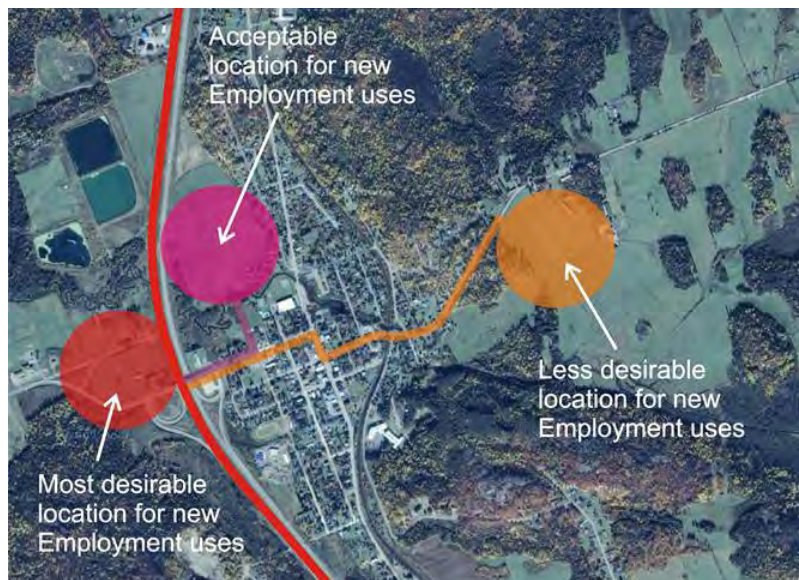 Acceptable
location for new
Employment uses
Less desirable
location for new
Employment uses
Most desirable
location for new
Employment uses